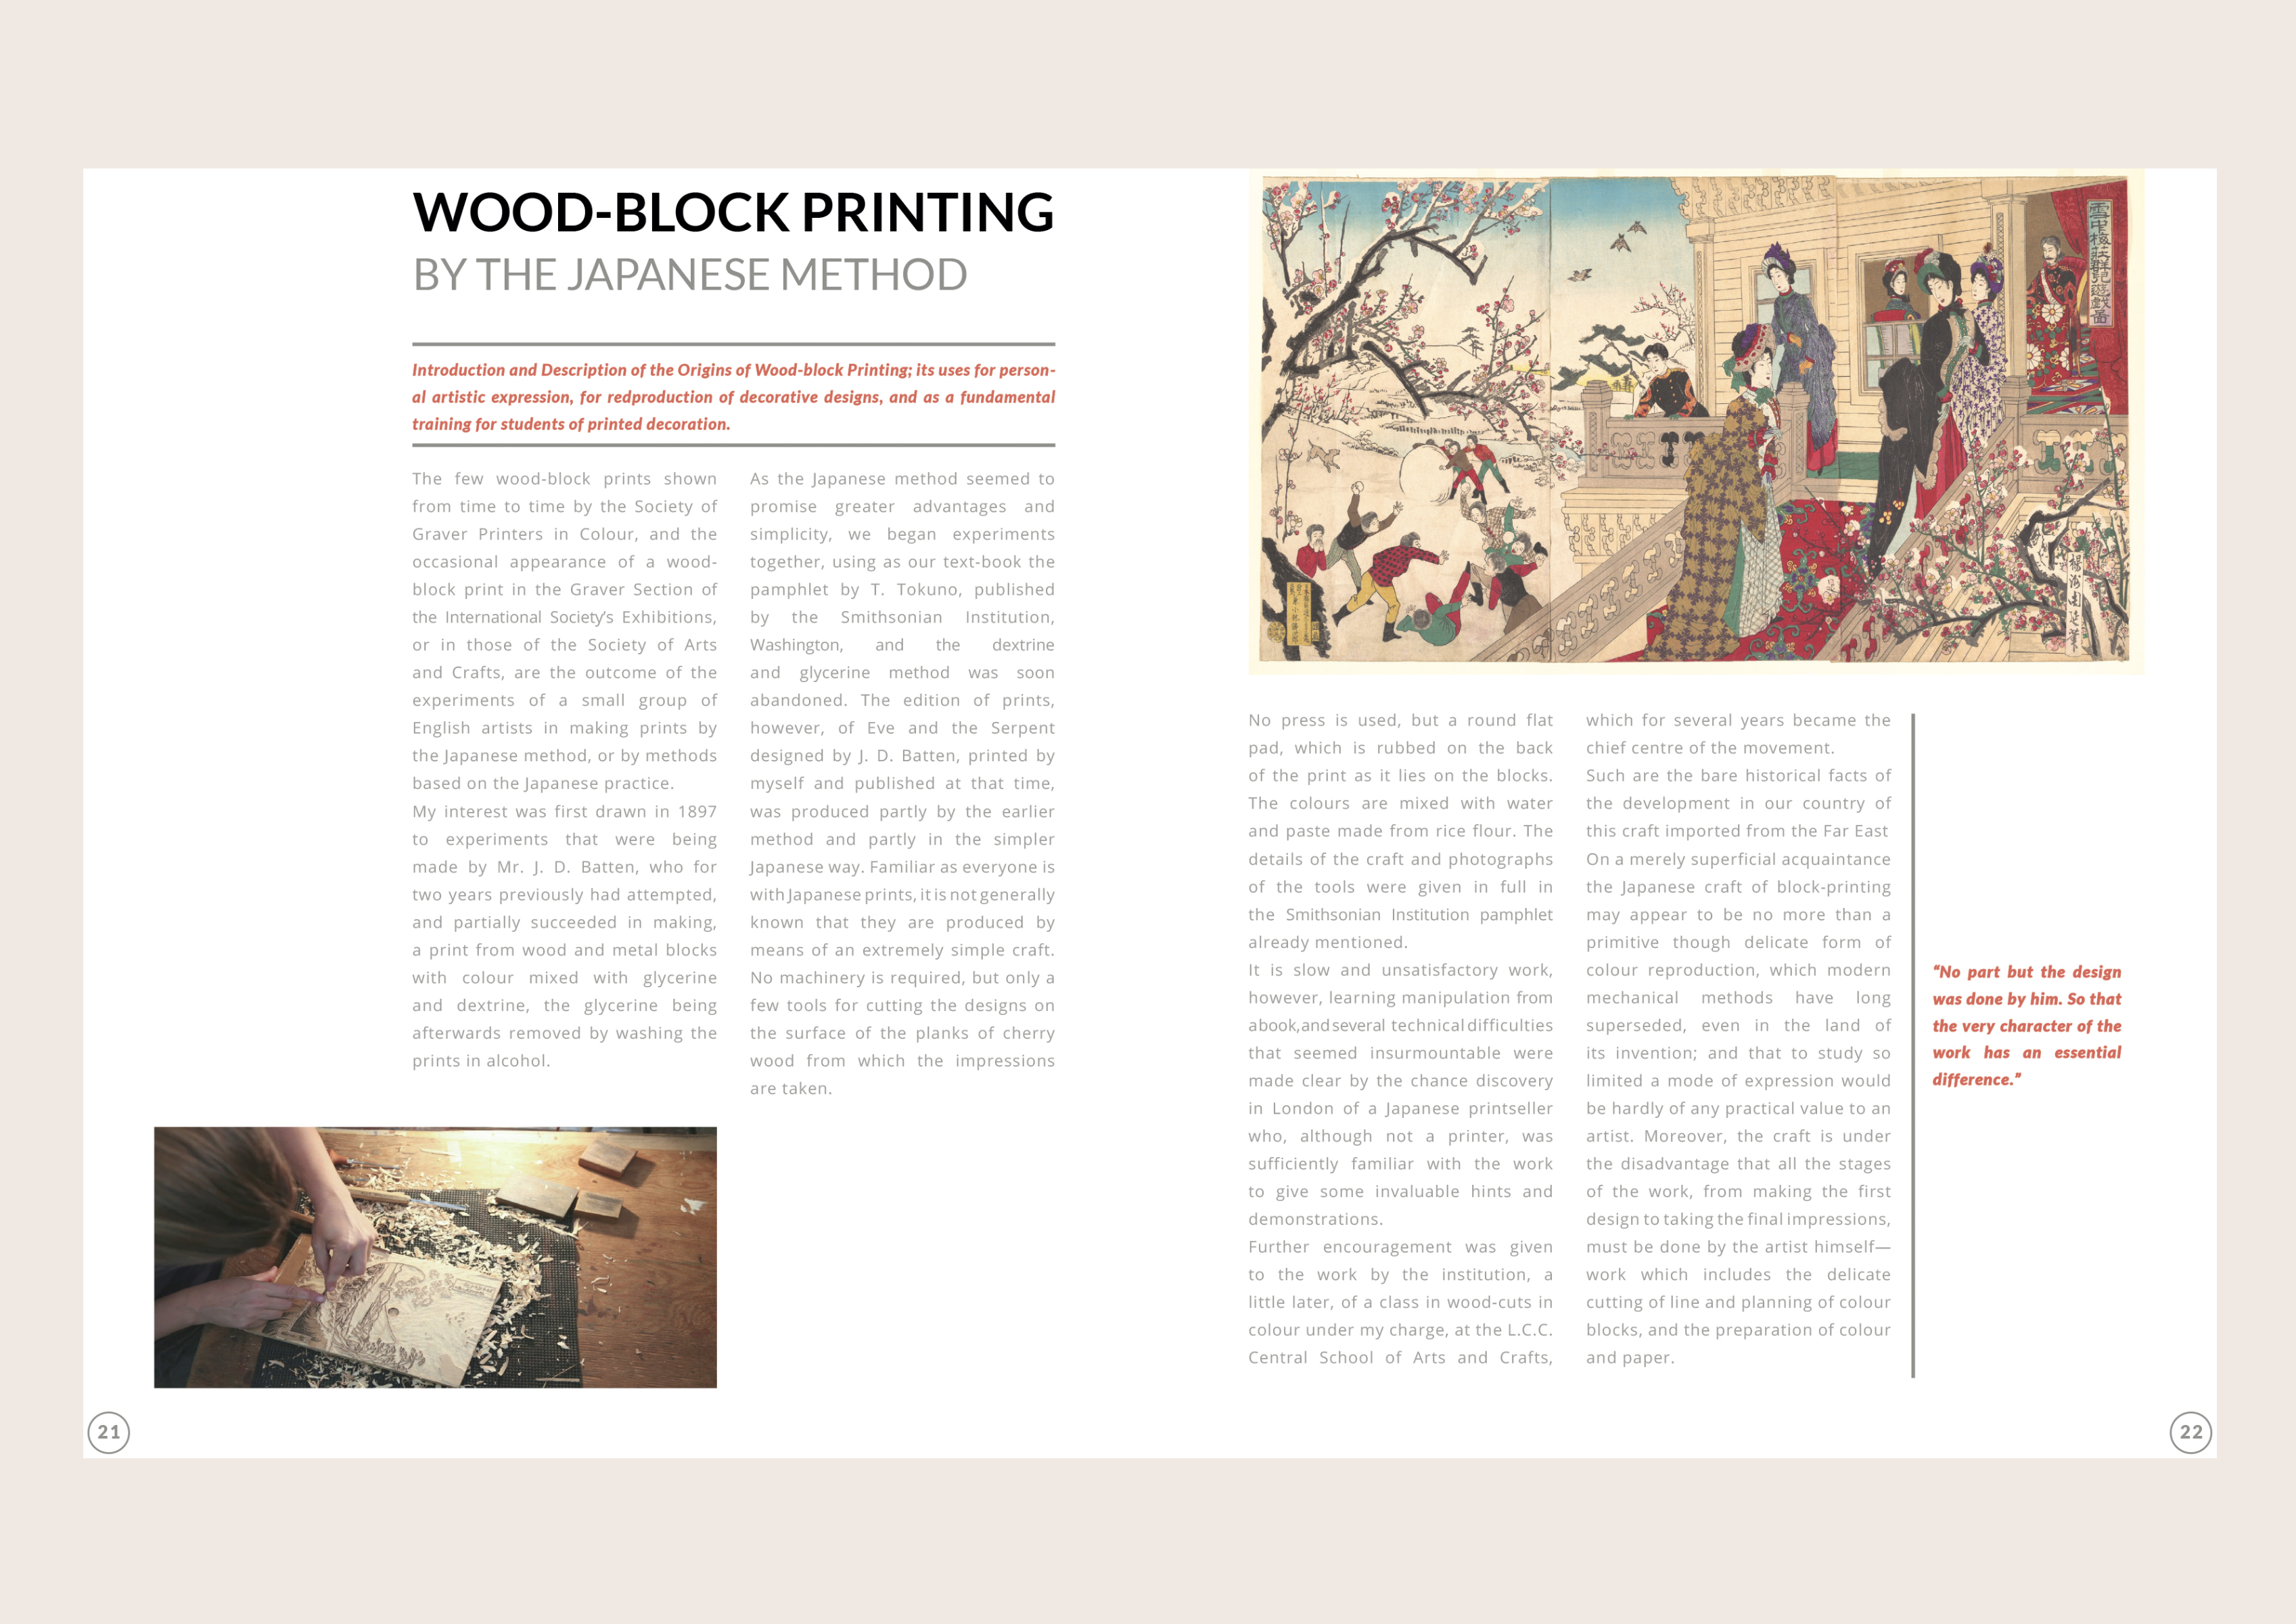 WOOD-BLOCK PRINTING
BY THE JAPANESE METHOD
Introduction and Description of the Origins of Wood-block Printing; its uses for person-
al artistic expression, for redproduction of decorative designs, and as a fundamental
training for students of printed decoration.
The few wood-block prints shown
from time to time by the Society of
Graver Printers in Colour, and the
occasional appearance of a wood-
block print in the Graver Section of
the International Society's Exhibitions,
or in those of the Society of Arts
and Crafts, are the outcome of the
experiments of a small group of
English artists in making prints by
the Japanese method, or by methods
based on the Japanese practice.
My interest was first drawn in 1897
to experiments that were being
made by Mr. J. D. Batten, who for
two years previously had attempted,
and partially succeeded in making,
a print from wood and metal blocks
with colour mixed with glycerine
and dextrine, the glycerine being
afterwards removed by washing the
prints in alcohol.
As the Japanese method seemed to
promise greater advantages and
simplicity, we began experiments
together, using as our text-book the
pamphlet by T. Tokuno, published
by the Smithsonian Institution,
Washington, and the dextrine
and glycerine method was soon
abandoned. The edition of prints,
however, of Eve and the Serpent
designed by J. D. Batten, printed by
myself and published at that time,
was produced partly by the earlier
method and partly in the simpler
Japanese way. Familiar as everyone is
with Japanese prints, it is not generally
known that they are produced by
means of an extremely simple craft.
No machinery is required, but only a
few tools for cutting the designs on
the surface of the planks of cherry
wood from which the impressions
are taken.
21
No press is used, but a round flat
pad, which is rubbed on the back
of the print as it lies on the blocks.
The colours are mixed with water
and paste made from rice flour. The
details of the craft and photographs
of the tools were given in full in
the Smithsonian Institution pamphlet
already mentioned.
It is slow and unsatisfactory work,
however, learning manipulation from
a book, and several technical difficulties
that seemed insurmountable were
made clear by the chance discovery
in London of a Japanese printseller
who, although not a printer, was
sufficiently familiar with the work
to give some invaluable hints and
demonstrations.
Further encouragement was given
to the work by the institution, a
little later, of a class in wood-cuts in
colour under my charge, at the L.C.C.
Central School of Arts and Crafts,
which for several years became the
chief centre of the movement.
Such are the bare historical facts of
the development in our country of
this craft imported from the Far East
On a merely superficial acquaintance
the Japanese craft of block-printing
may appear to be no more than a
primitive though delicate form of
colour reproduction, which modern
mechanical methods have long
superseded, even in the land of
its invention; and that to study so
limited a mode of expression would
be hardly of any practical value to an
artist. Moreover, the craft is under
the disadvantage that all the stages
of the work, from making the first
design to taking the final impressions,
must be done by the artist himself—
work which includes the delicate
cutting of line and planning of colour
blocks, and the preparation of colour
and paper.
“No part but the design
was done by him. So that
the very character of the
work has an essential
difference.”
22